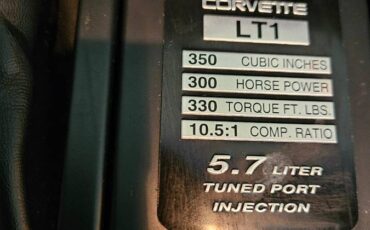 CORVETTE
LT1
350 CUBIC INCHES
300 HORSE POWER
330 TORQUE FT. LBS.
10.5:1 COMP. RATIO
5.7 LITER
TUNED PORT
INJECTION